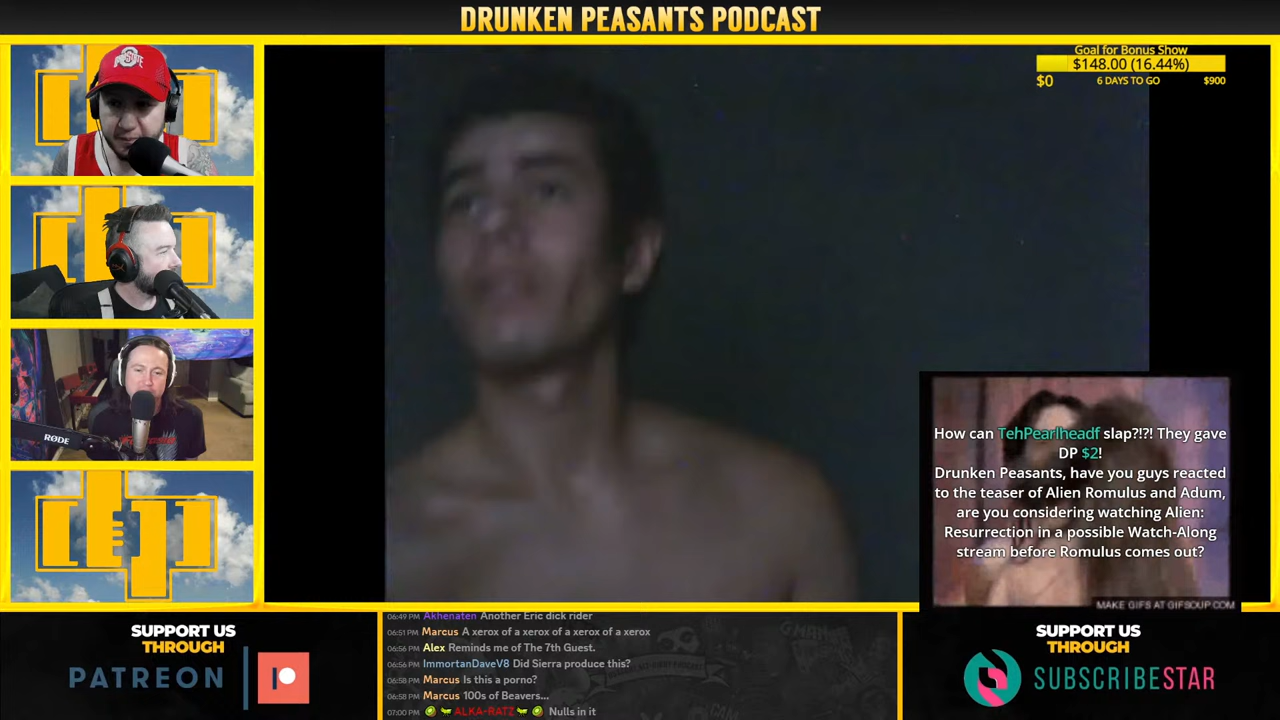 DRUNKEN PEASANTS PODCAST
Goal for Bonus Show
$148.00 (16.44%)
$0
6 DAYS TO GO
$900
RØDE
How can TehPearlheadf slap?!?! They gave
DP $2!
Drunken Peasants, have you guys reacted
to the teaser of Alien Romulus and Adum,
are you considering watching Alien:
Resurrection in a possible Watch-Along
stream before Romulus comes out?
MAKE GIFS AT GIFSOUP.COM
SUPPORT US
THROUGH
PATREON
06:49 PM Akhenaten Another Eric dick rider
06:51 PM Marcus A xerox of a xerox of a xerox of a xerox
06:56 PM Alex Reminds me of The 7th Guest.
06:56 PM ImmortanDaveV8 Did Sierra produce this?
06:58 PM Marcus Is this a porno?
06:58 PM Marcus 100s of Beavers...
07:00 PM ALKA-RATZ Nulls in it
SUPPORT US
THROUGH
SUBSCRIBESTAR